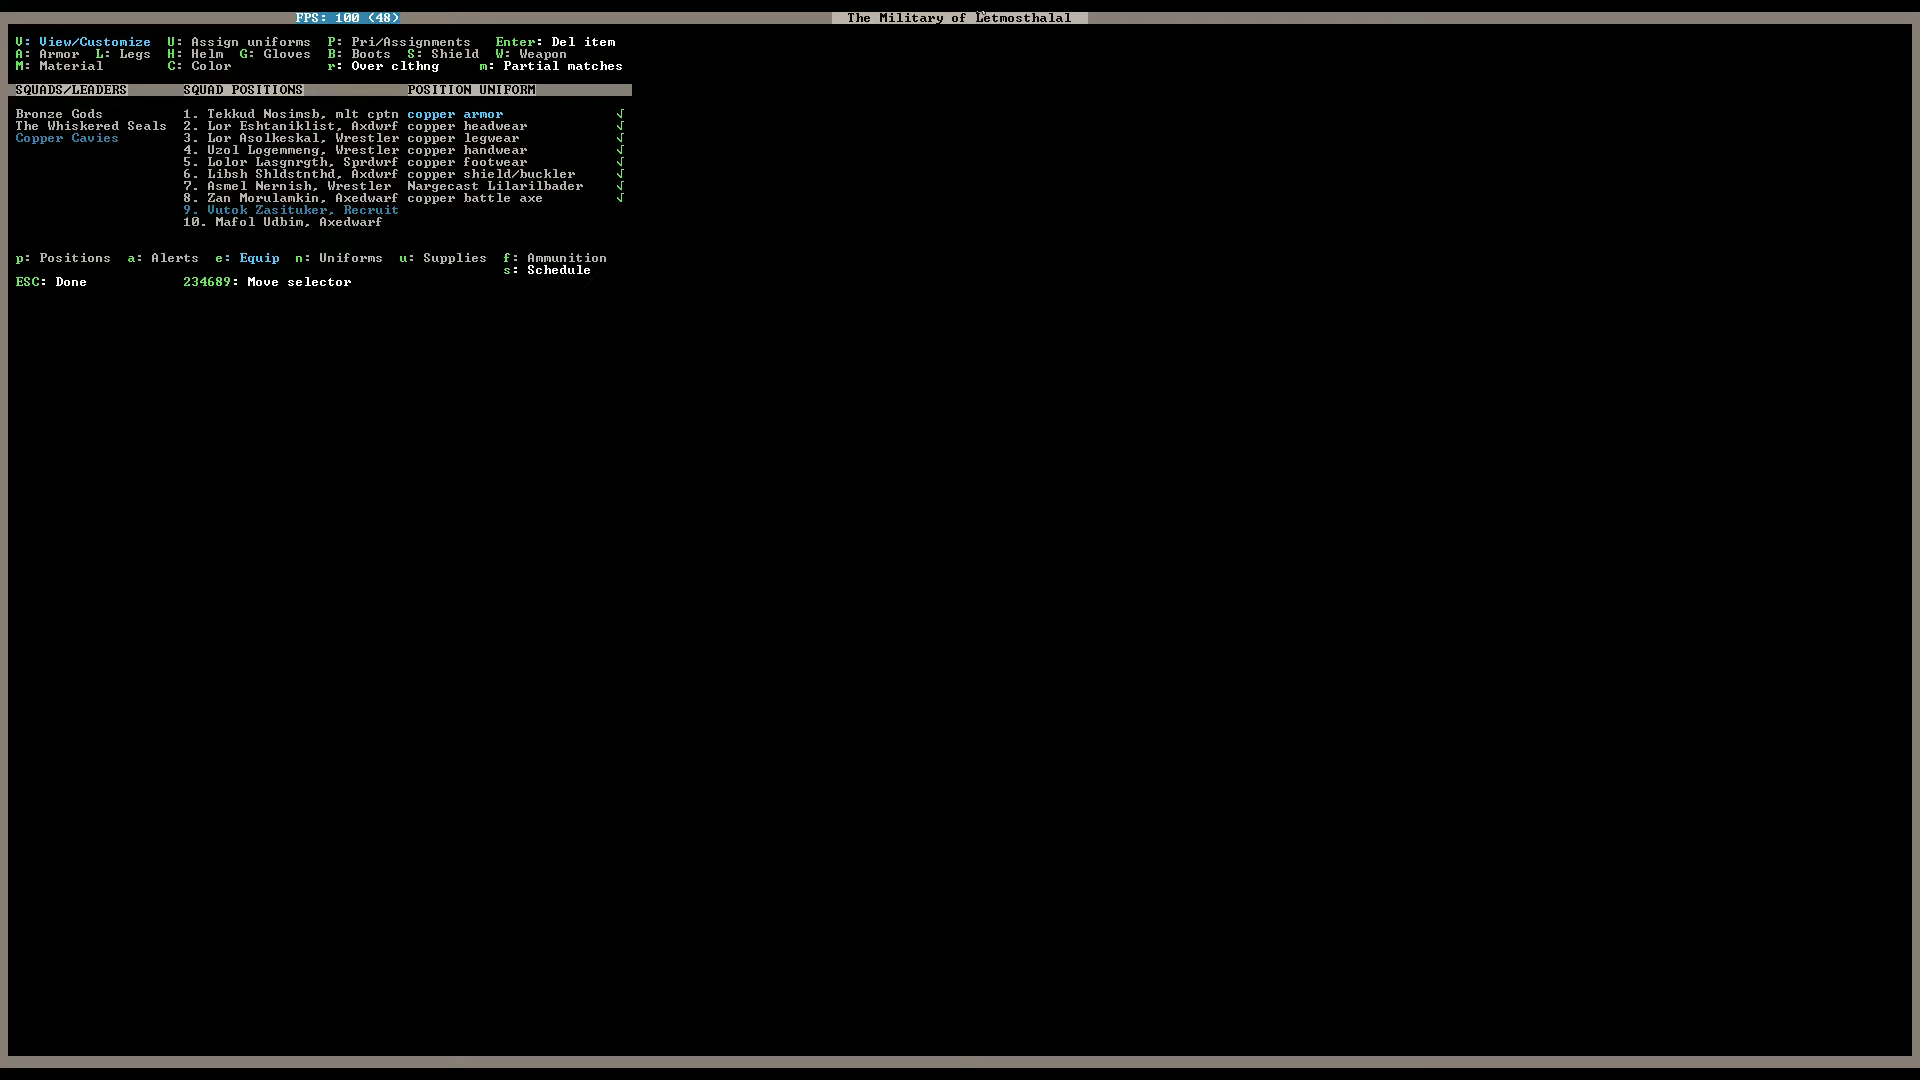 FPS: 100 (48) The Military of Letmosthalal
V: View/Customize U: Assign uniforms P: Pri/Assignments Enter: Del item
A: Armor L: Legs H: Helm G: Gloves B: Boots S: Shield W: Weapon
M: Material C: Color r: Over clthng m: Partial matches
SQUADS/LEADERS SQUAD POSITIONS POSITION UNIFORM
Bronze Gods 1. Tekkud Nosimsb, mlt cptn copper armor √
The Whiskered Seals 2. Lor Eshtaniklist, Axdwrf copper headwear √
Copper Cavies 3. Lor Asolkeskal, Wrestler copper legwear √
4. Uzol Logemmeng, Wrestler copper handwear √
5. Lolor Lasgnrgth, Sprdwrf copper footwear √
6. Libsh Shldstnthd, Axdwrf copper shield/buckler √
7. Asmel Nernish, Wrestler Nargecast Lilarilbader √
8. Zan Morulamkin, Axedwarf copper battle axe √
9. Vutok Zasituker, Recruit
10. Mafol Udbim, Axedwarf
p: Positions a: Alerts e: Equip n: Uniforms u: Supplies f: Ammunition
s: Schedule
ESC: Done 234689: Move selector